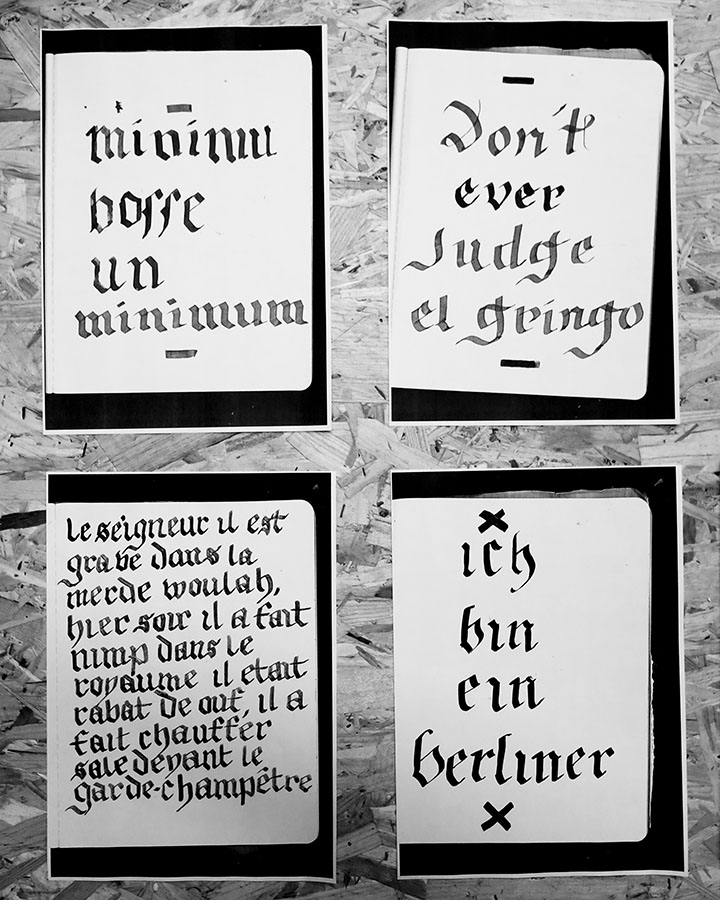 minimu
bosse
un
minimum
Don't
ever
Judge
el gringo
le seigneur il est
grave dans la
merde woulah,
hier soir il a fait
nimp dans le
royaume il etait
rabat de ouf, il a
fait chauffer
sale devant le
garde-champêtre
ich
bin
ein
berliner